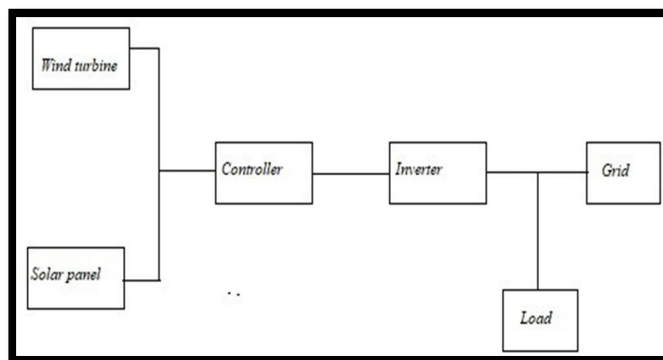 Wind turbine
Controller
Inverter
Grid
Solar panel
Load